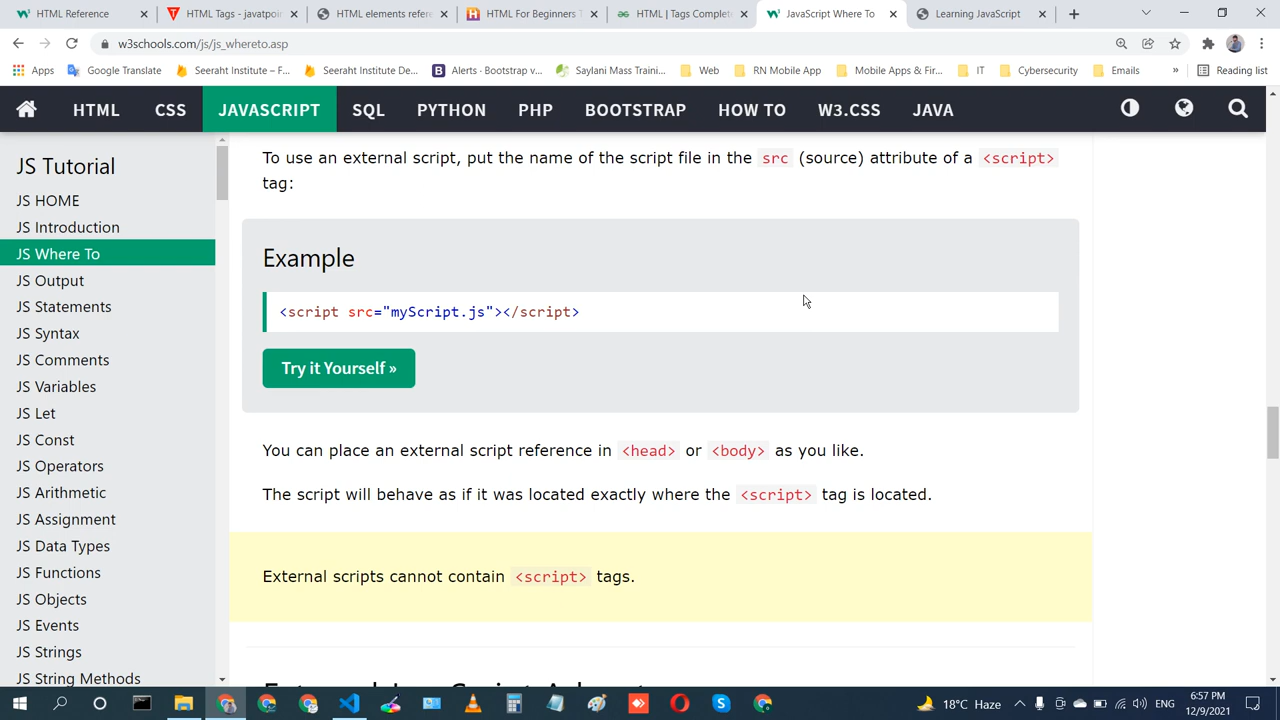 HTML Reference
HTML Tags - javatpoint
HTML elements refere
HTML For Beginners T
HTML | Tags Complete
JavaScript Where To
Learning JavaScript
w3schools.com/js/js_whereto.asp
Apps
Google Translate
Seeraht Institute – F...
Seeraht Institute De...
Alerts · Bootstrap v...
Saylani Mass Traini...
Web
RN Mobile App
Mobile Apps & Fir...
IT
Cybersecurity
Emails
»
Reading list
HTML CSS JAVASCRIPT SQL PYTHON PHP BOOTSTRAP HOW TO W3.CSS JAVA
JS Tutorial
JS HOME
JS Introduction
JS Where To
JS Output
JS Statements
JS Syntax
JS Comments
JS Variables
JS Let
JS Const
JS Operators
JS Arithmetic
JS Assignment
JS Data Types
JS Functions
JS Objects
JS Events
JS Strings
JS String Methods
To use an external script, put the name of the script file in the src (source) attribute of a <script>
tag:
Example
<script src="myScript.js"></script>
Try it Yourself »
You can place an external script reference in <head> or <body> as you like.
The script will behave as if it was located exactly where the <script> tag is located.
External scripts cannot contain <script> tags.
18°C Haze
ENG
6:57 PM
12/9/2021